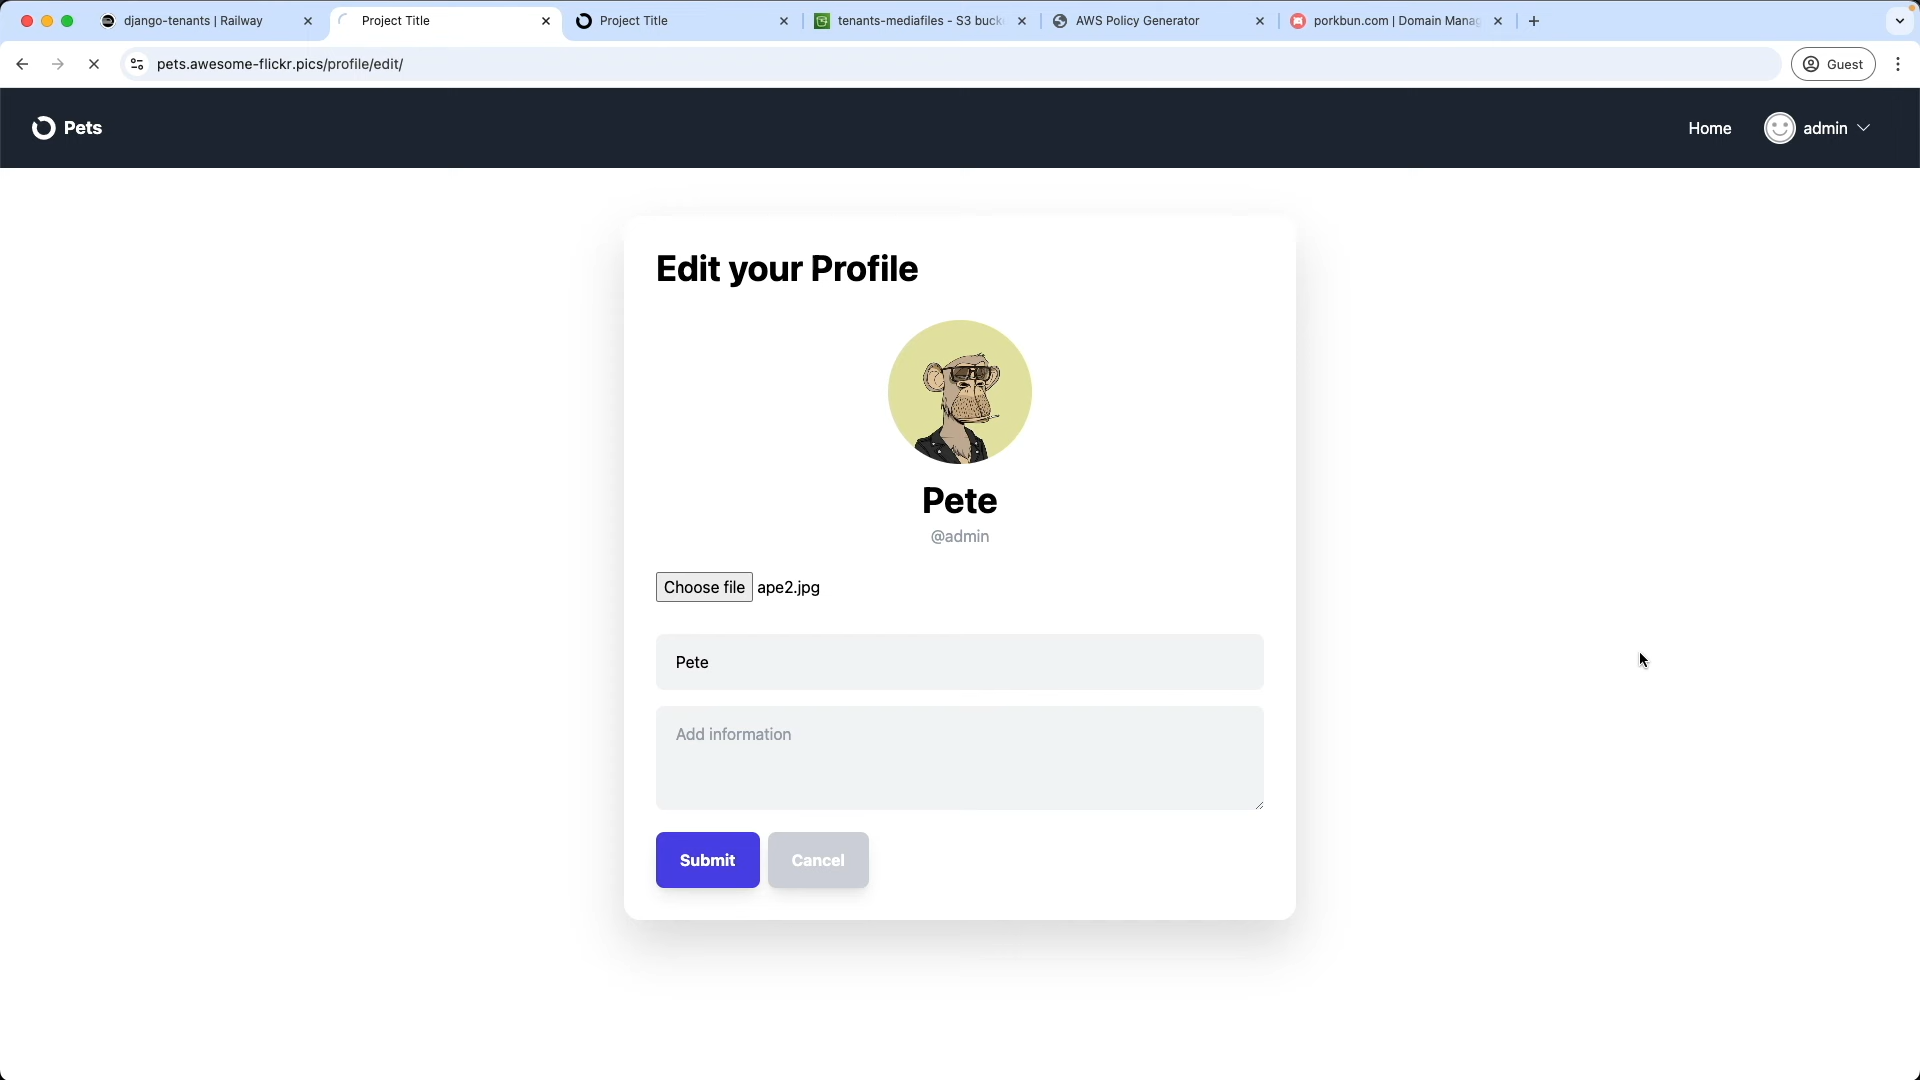 django-tenants | Railway
Project Title
Project Title
tenants-mediafiles - S3 buck
AWS Policy Generator
porkbun.com | Domain Manag
pets.awesome-flickr.pics/profile/edit/
Guest
Pets
Home
admin
Edit your Profile
Pete
@admin
Choose file ape2.jpg
Pete
Add information
Submit
Cancel